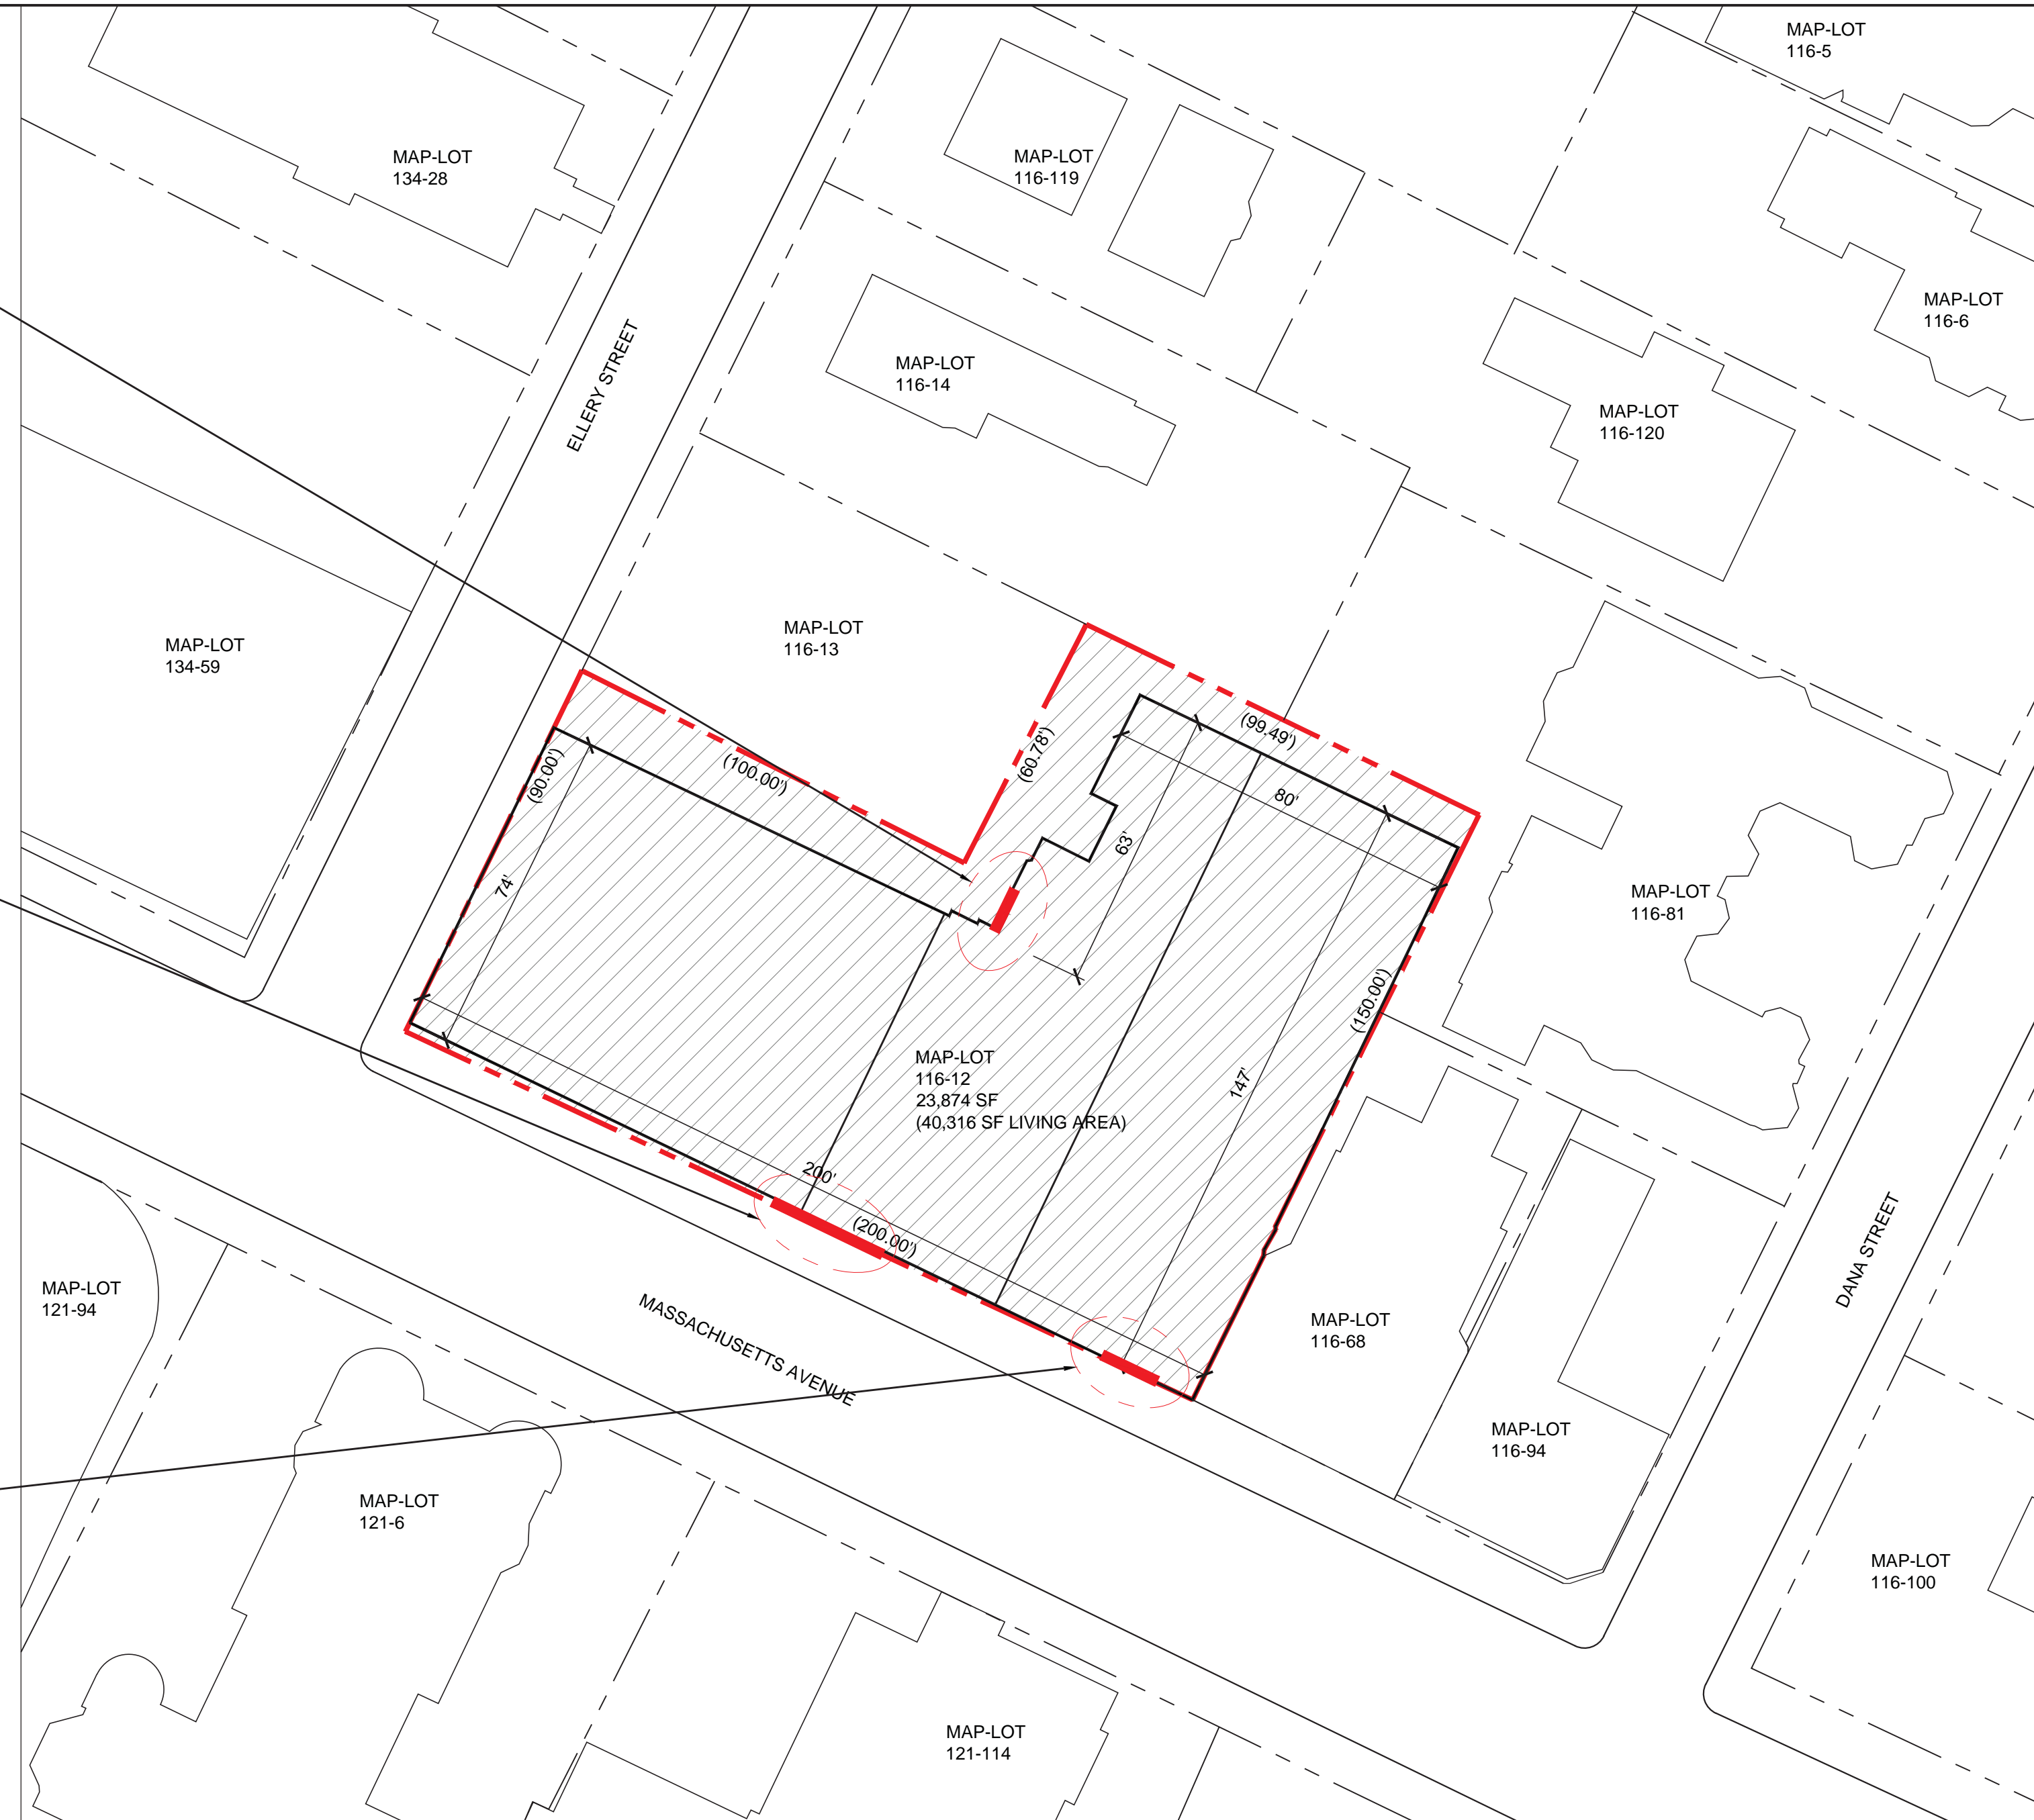 MAP-LOT
116-5
MAP-LOT
134-28
MAP-LOT
116-119
MAP-LOT
116-6
ELLERY STREET
MAP-LOT
116-14
MAP-LOT
116-120
MAP-LOT
134-59
MAP-LOT
116-13
(99.49')
(60.78')
(100.00')
(90.00')
80'
63'
74'
MAP-LOT
116-81
(150.00')
MAP-LOT
116-12
23,874 SF
(40,316 SF LIVING AREA)
147'
200'
(200.00')
DANA STREET
MAP-LOT
121-94
MASSACHUSETTS AVENUE
MAP-LOT
116-68
MAP-LOT
116-94
MAP-LOT
121-6
MAP-LOT
116-100
MAP-LOT
121-114